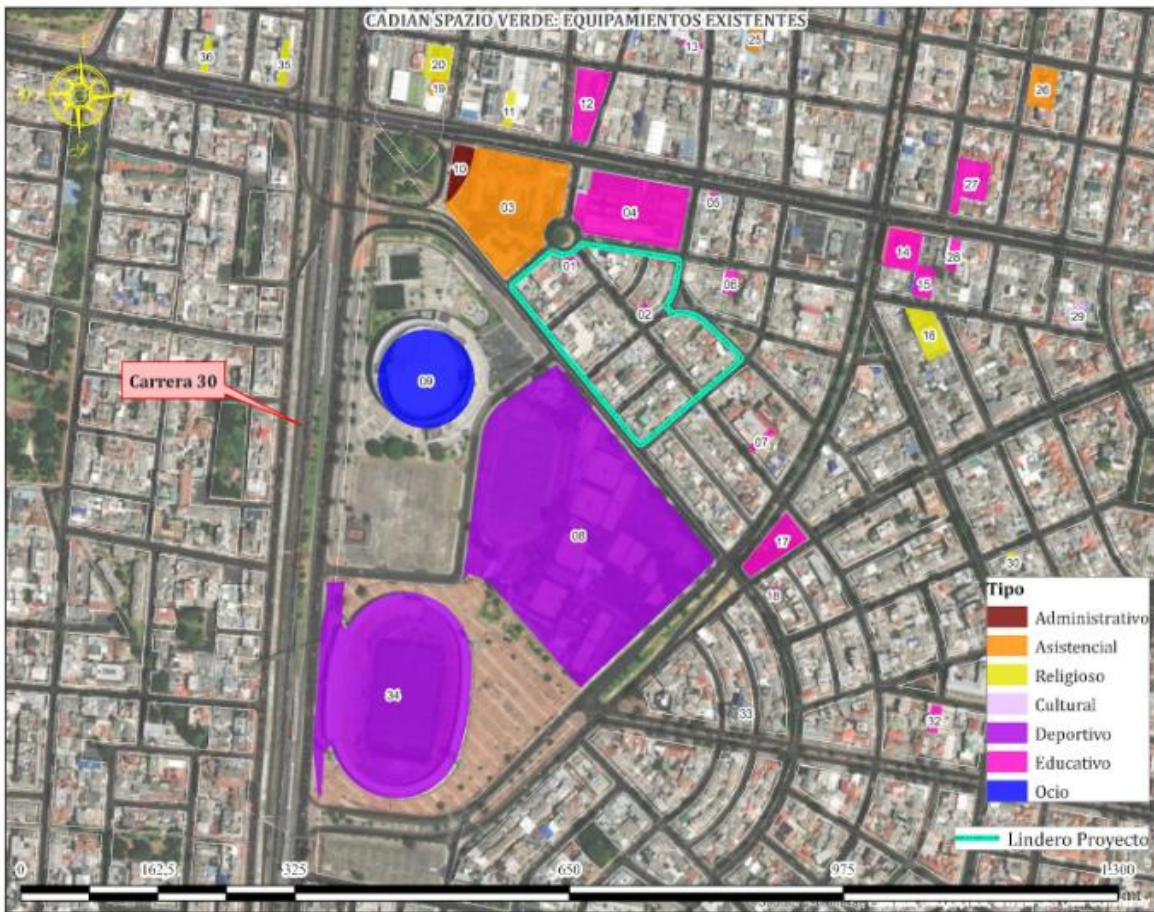 CADIAN SPAZIO VERDE: EQUIPAMIENTOS EXISTENTES
36
35
20
19
11
12
13
25
26
10
03
04
05
27
14
28
15
01
06
29
02
16
09
Carrera 30
07
08
17
30
18
34
33
32
Tipo
Administrativo
Asistencial
Religioso
Cultural
Deportivo
Educativo
Ocio
Lindero Proyecto
0 162,5 325 650 975 1.300
m